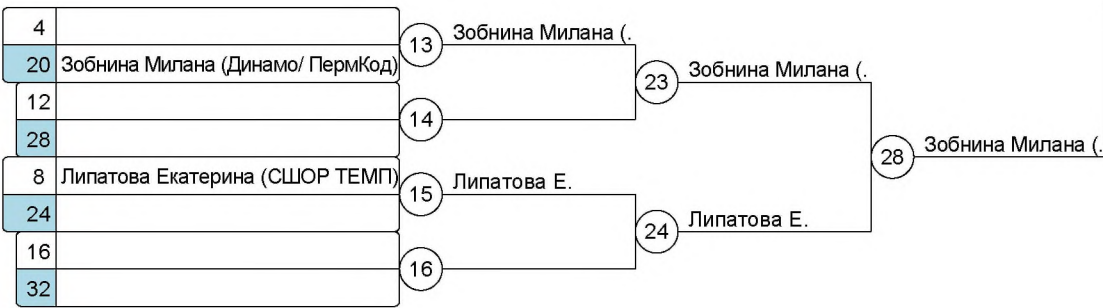 4
13 Зобнина Милана (.
20 Зобнина Милана (Динамо/ ПермКод)
23 Зобнина Милана (.
12
14
28
28 Зобнина Милана (.
8 Липатова Екатерина (СШОР ТЕМП)
15 Липатова Е.
24
24 Липатова Е.
16
16
32